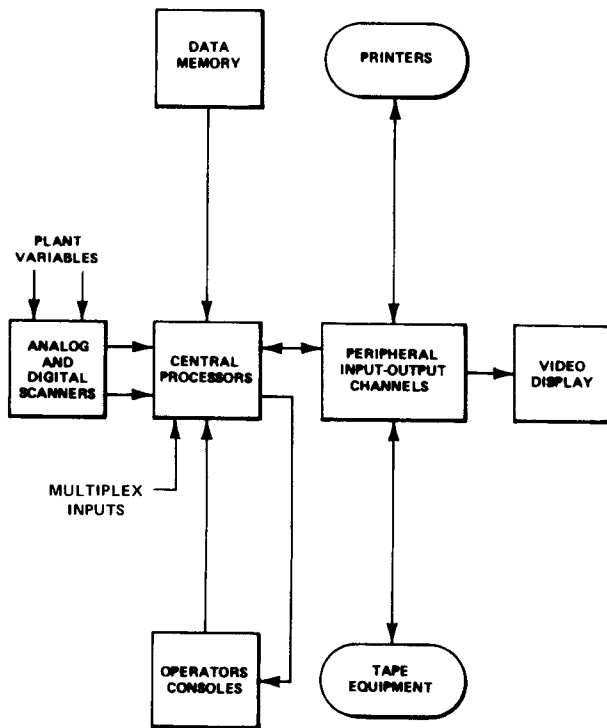 DATA
MEMORY
PRINTERS
PLANT
VARIABLES
ANALOG
AND
DIGITAL
SCANNERS
CENTRAL
PROCESSORS
PERIPHERAL
INPUT-OUTPUT
CHANNELS
VIDEO
DISPLAY
MULTIPLEX
INPUTS
OPERATORS
CONSOLES
TAPE
EQUIPMENT